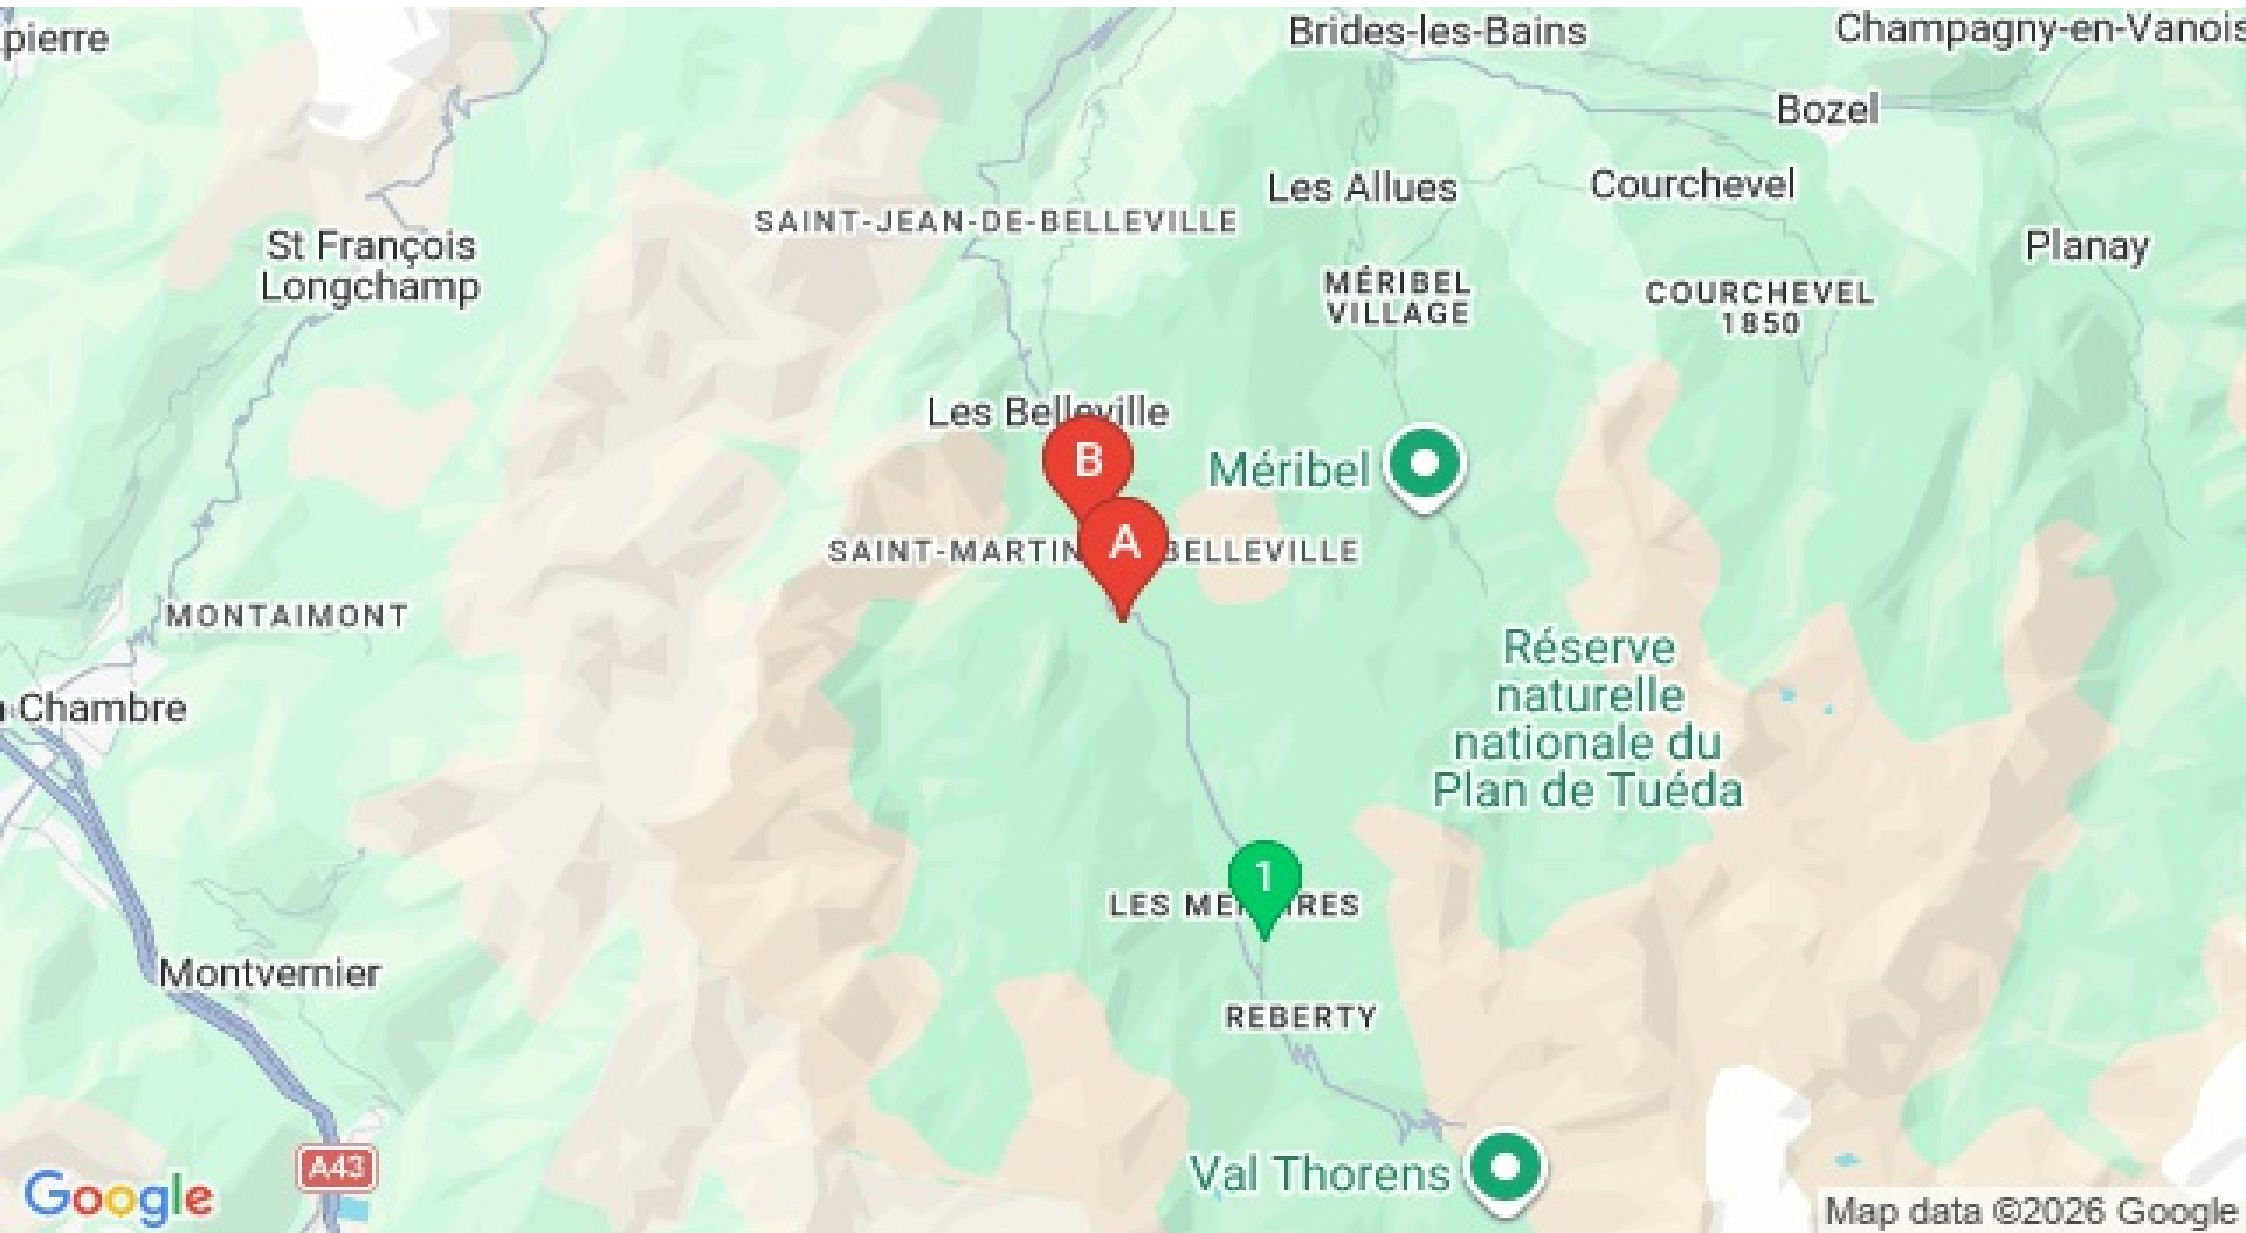 Brides-les-Bains
Champagny-en-Vanois
pierre
Bozel
Les Allues
Courchevel
SAINT-JEAN-DE-BELLEVILLE
St François
Longchamp
Planay
MÉRIBEL
VILLAGE
COURCHEVEL
1850
Les Belleville
B
Méribel
A
SAINT-MARTIN BELLEVILLE
MONTAIMONT
Réserve
naturelle
nationale du
Plan de Tuéda
Chambre
1
LES MENUIRES
Montvernier
REBERTY
A43
Val Thorens
Google
Map data ©2026 Google